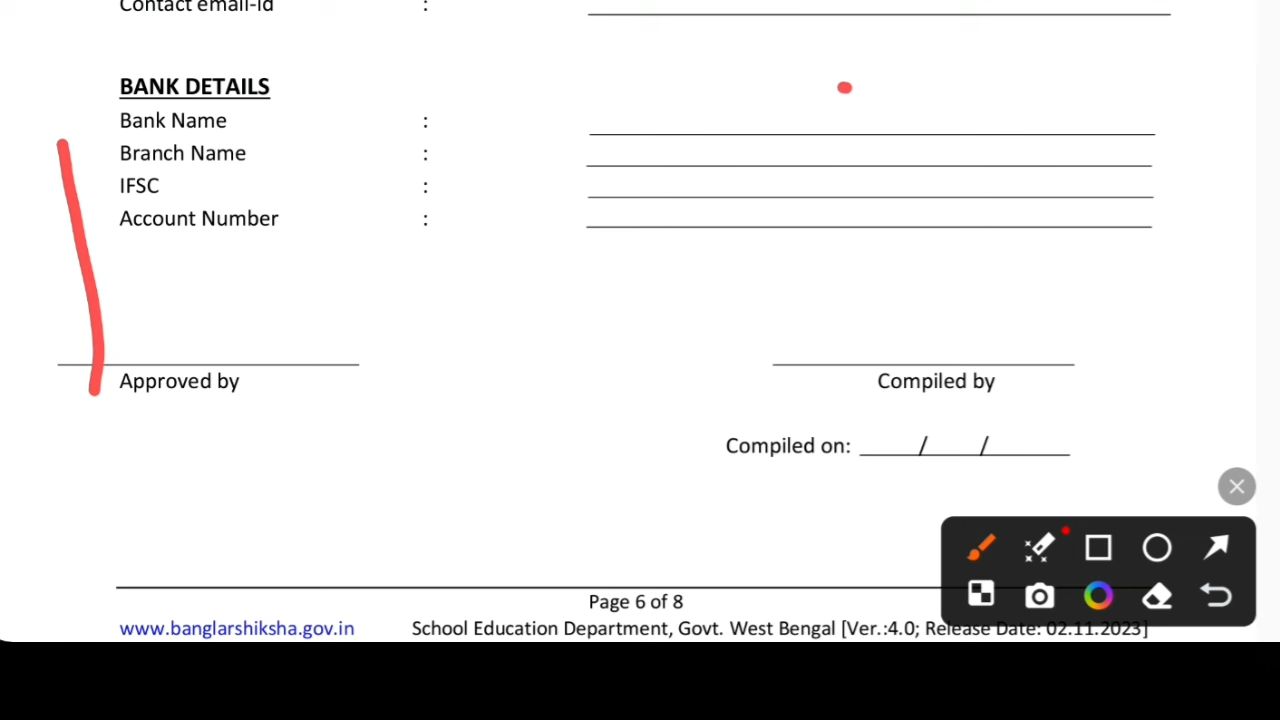 Contact email-id :
BANK DETAILS
Bank Name :
Branch Name :
IFSC :
Account Number :
Approved by Compiled by
Compiled on: / /
Page 6 of 8
www.banglarshiksha.gov.in School Education Department, Govt. West Bengal [Ver.:4.0; Release Date: 02.11.2023]